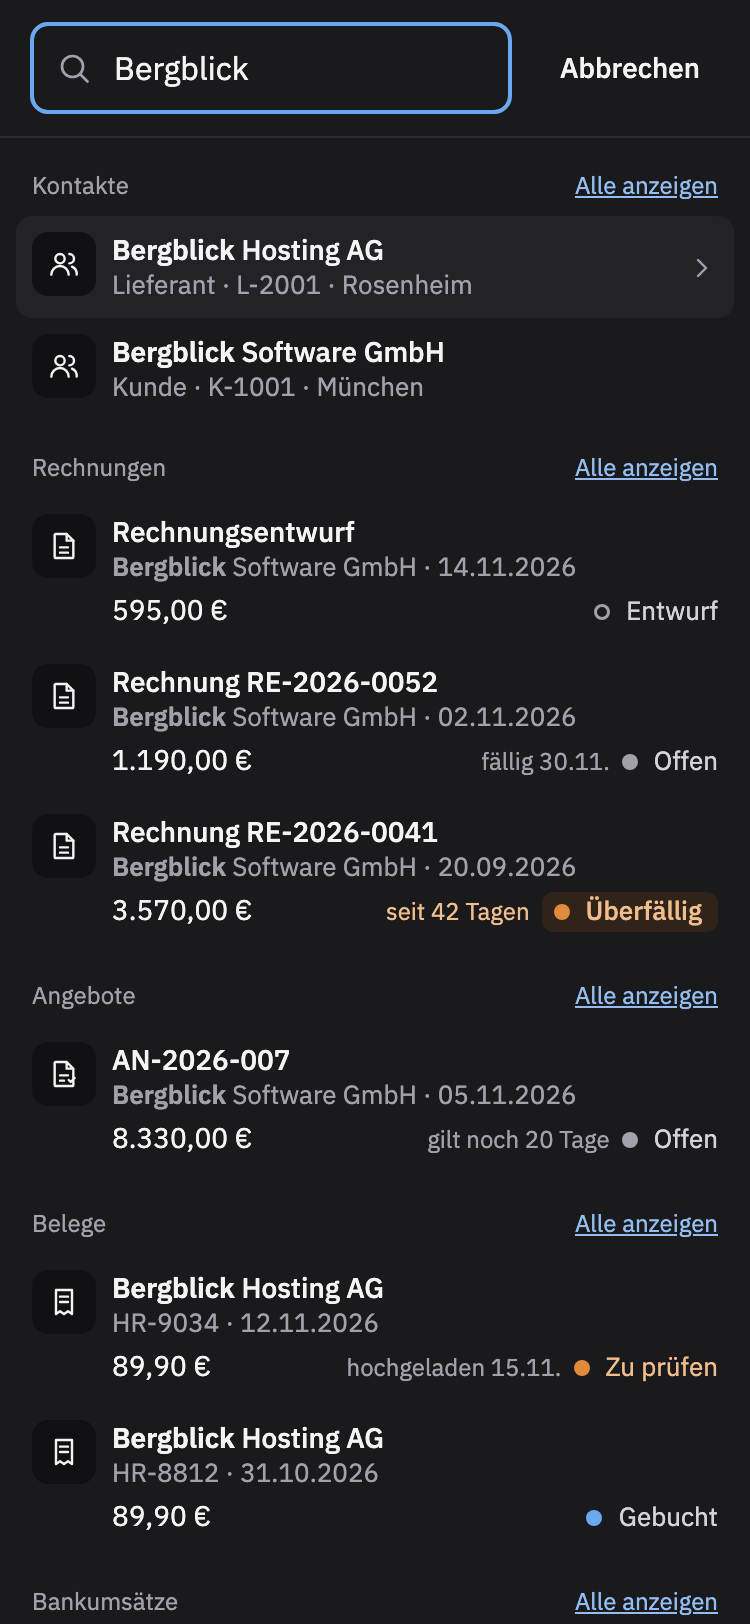 Bergblick
Abbrechen
Kontakte
Alle anzeigen
Bergblick Hosting AG
Lieferant · L-2001 · Rosenheim
Bergblick Software GmbH
Kunde · K-1001 · München
Rechnungen
Alle anzeigen
Rechnungsentwurf
Bergblick Software GmbH · 14.11.2026
595,00 €
Entwurf
Rechnung RE-2026-0052
Bergblick Software GmbH · 02.11.2026
1.190,00 €
fällig 30.11.
Offen
Rechnung RE-2026-0041
Bergblick Software GmbH · 20.09.2026
3.570,00 €
seit 42 Tagen
Überfällig
Angebote
Alle anzeigen
AN-2026-007
Bergblick Software GmbH · 05.11.2026
8.330,00 €
gilt noch 20 Tage
Offen
Belege
Alle anzeigen
Bergblick Hosting AG
HR-9034 · 12.11.2026
89,90 €
hochgeladen 15.11.
Zu prüfen
Bergblick Hosting AG
HR-8812 · 31.10.2026
89,90 €
Gebucht
Bankumsätze
Alle anzeigen